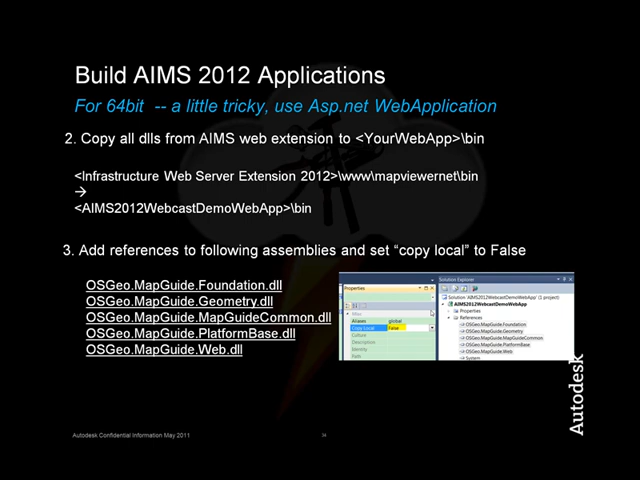 Build AIMS 2012 Applications
For 64bit -- a little tricky, use Asp.net WebApplication
2. Copy all dlls from AIMS web extension to <YourWebApp>\bin
<Infrastructure Web Server Extension 2012>\www\mapviewernet\bin
→
<AIMS2012WebcastDemoWebApp>\bin
3. Add references to following assemblies and set “copy local” to False
OSGeo.MapGuide.Foundation.dll
OSGeo.MapGuide.Geometry.dll
OSGeo.MapGuide.MapGuideCommon.dll
OSGeo.MapGuide.PlatformBase.dll
OSGeo.MapGuide.Web.dll
Properties
Misc
Aliases global
Copy Local False
Culture
Description
Identity
Path
Solution Explorer
Solution 'AIMS2012WebcastDemoWebApp' (1 project)
AIMS2012WebcastDemoWebApp
Properties
References
OSGeo.MapGuide.Foundation
OSGeo.MapGuide.Geometry
OSGeo.MapGuide.MapGuideCommon
OSGeo.MapGuide.PlatformBase
OSGeo.MapGuide.Web
System
Autodesk
Autodesk Confidential Information May 2011
34